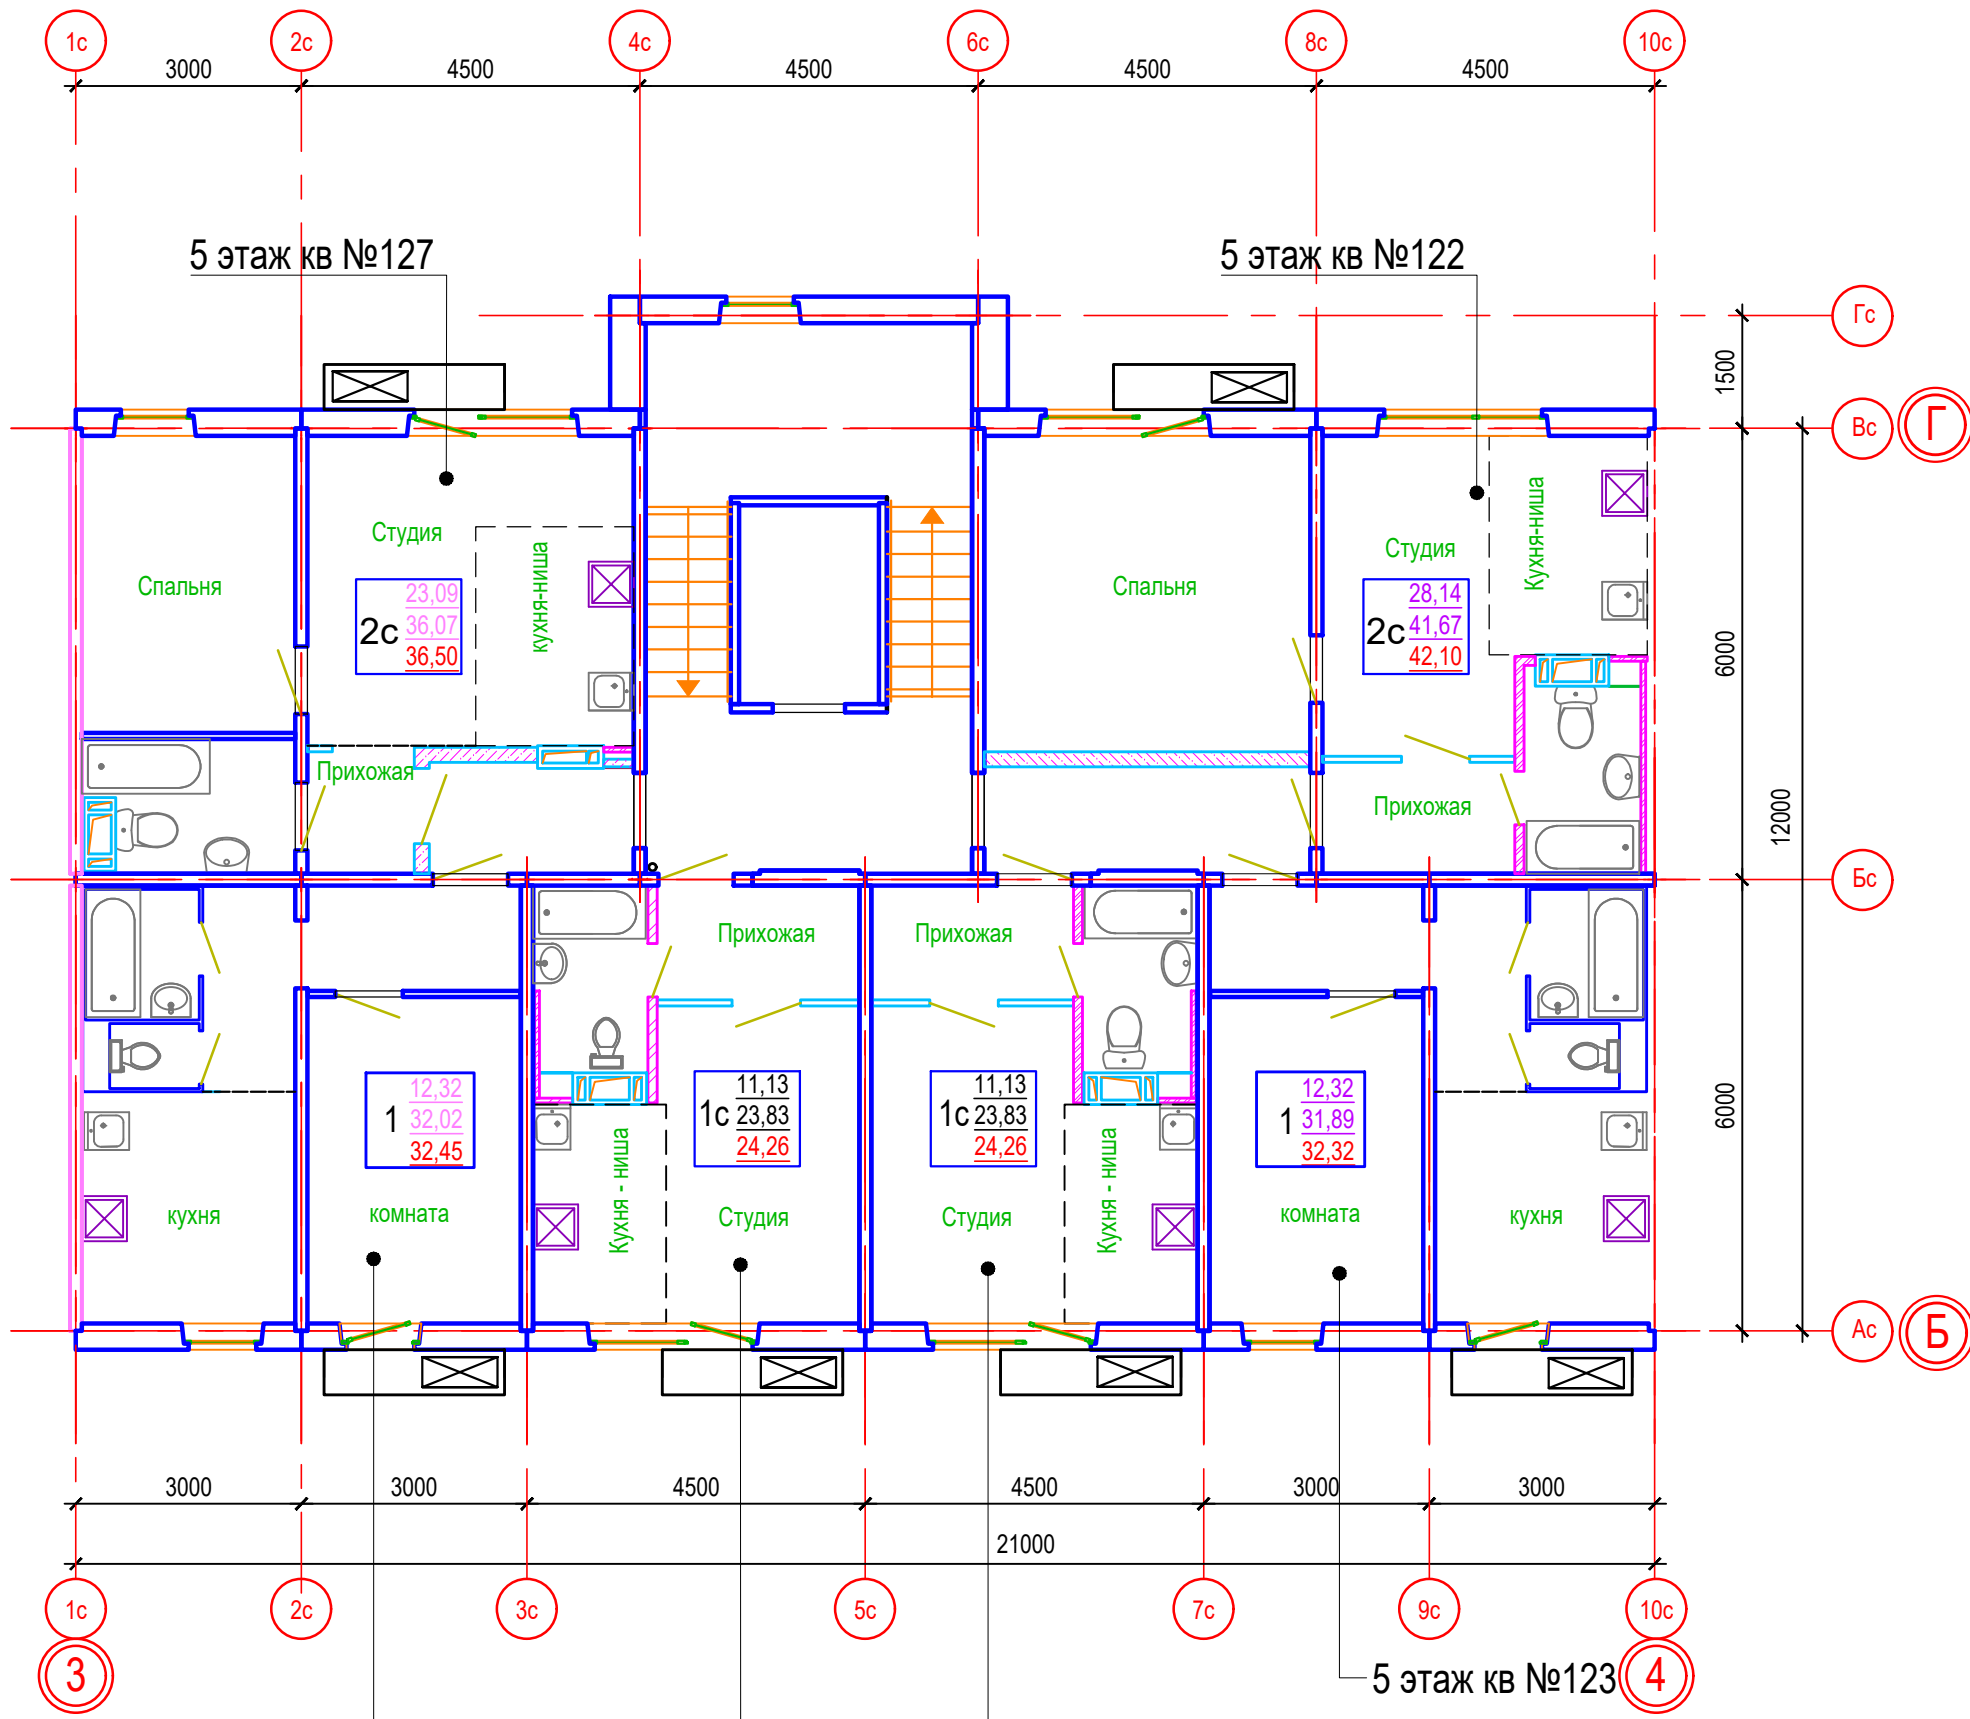 1с 2с 4с 6с 8с 10с
3000 4500 4500 4500 4500
5 этаж кв №127
5 этаж кв №122
Гс
1500
Вс Г
Студия
кухня-ниша
Спальня
2с
23,09
36,07
36,50
Прихожая
Спальня
Студия
Кухня-ниша
2с
28,14
41,67
42,10
Прихожая
6000
12000
Бс
Прихожая
Прихожая
1
12,32
32,02
32,45
1с
11,13
23,83
24,26
1с
11,13
23,83
24,26
1
12,32
31,89
32,32
6000
кухня
комната
Кухня - ниша
Студия
Студия
Кухня - ниша
комната
кухня
Ас Б
3000 3000 4500 4500 3000 3000
21000
1с 2с 3с 5с 7с 9с 10с
3
5 этаж кв №123
4